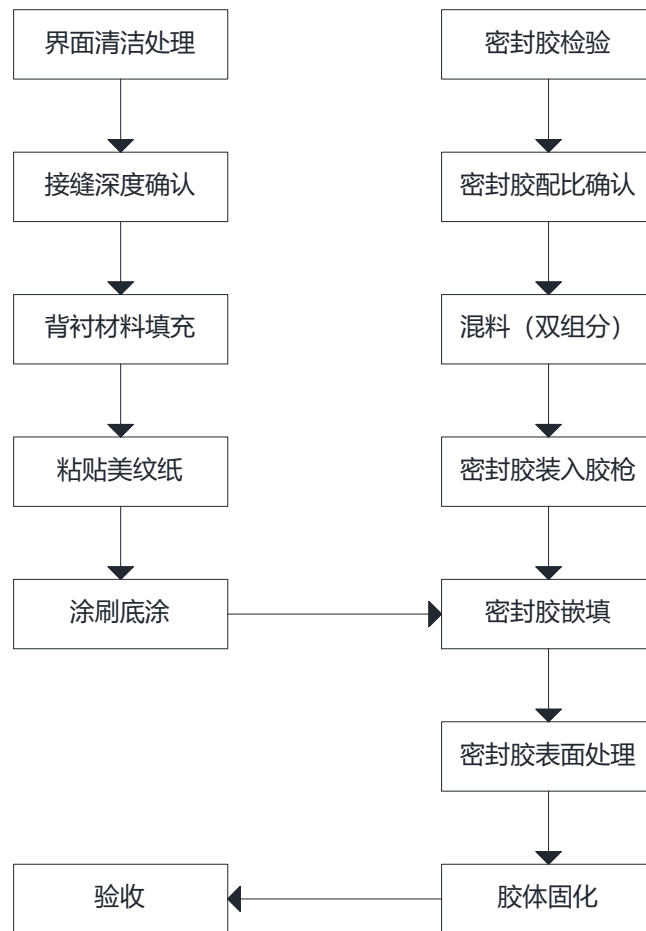 界面清洁处理
密封胶检验
接缝深度确认
密封胶配比确认
背衬材料填充
混料（双组分）
粘贴美纹纸
密封胶装入胶枪
涂刷底涂
密封胶嵌填
密封胶表面处理
验收
胶体固化